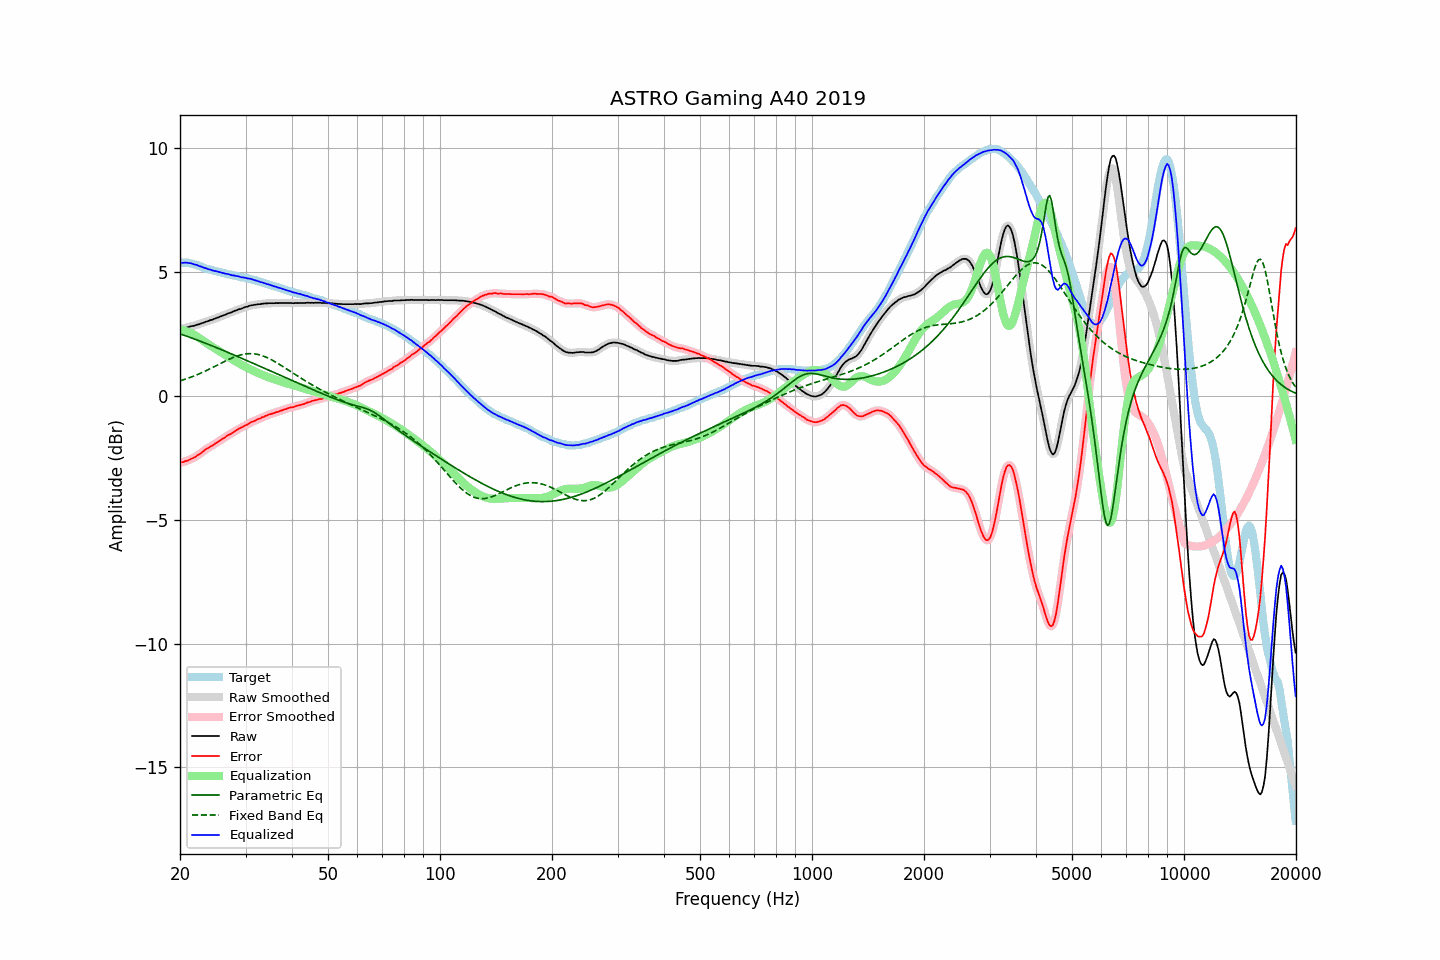 ASTRO Gaming A40 2019
Amplitude (dBr)
10
5
0
−5
−10
−15
Target
Raw Smoothed
Error Smoothed
Raw
Error
Equalization
Parametric Eq
Fixed Band Eq
Equalized
20 50 100 200 500 1000 2000 5000 10000 20000
Frequency (Hz)